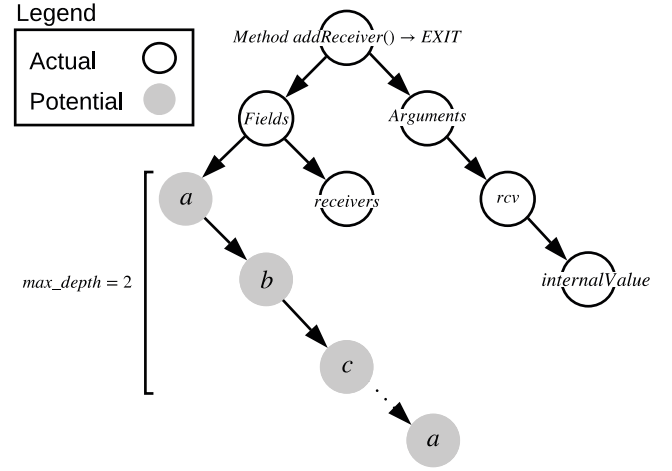 Legend
Actual
Potential
Method addReceiver() → EXIT
Fields
Arguments
a
receivers
rcv
max_depth = 2
b
internalValue
c
a